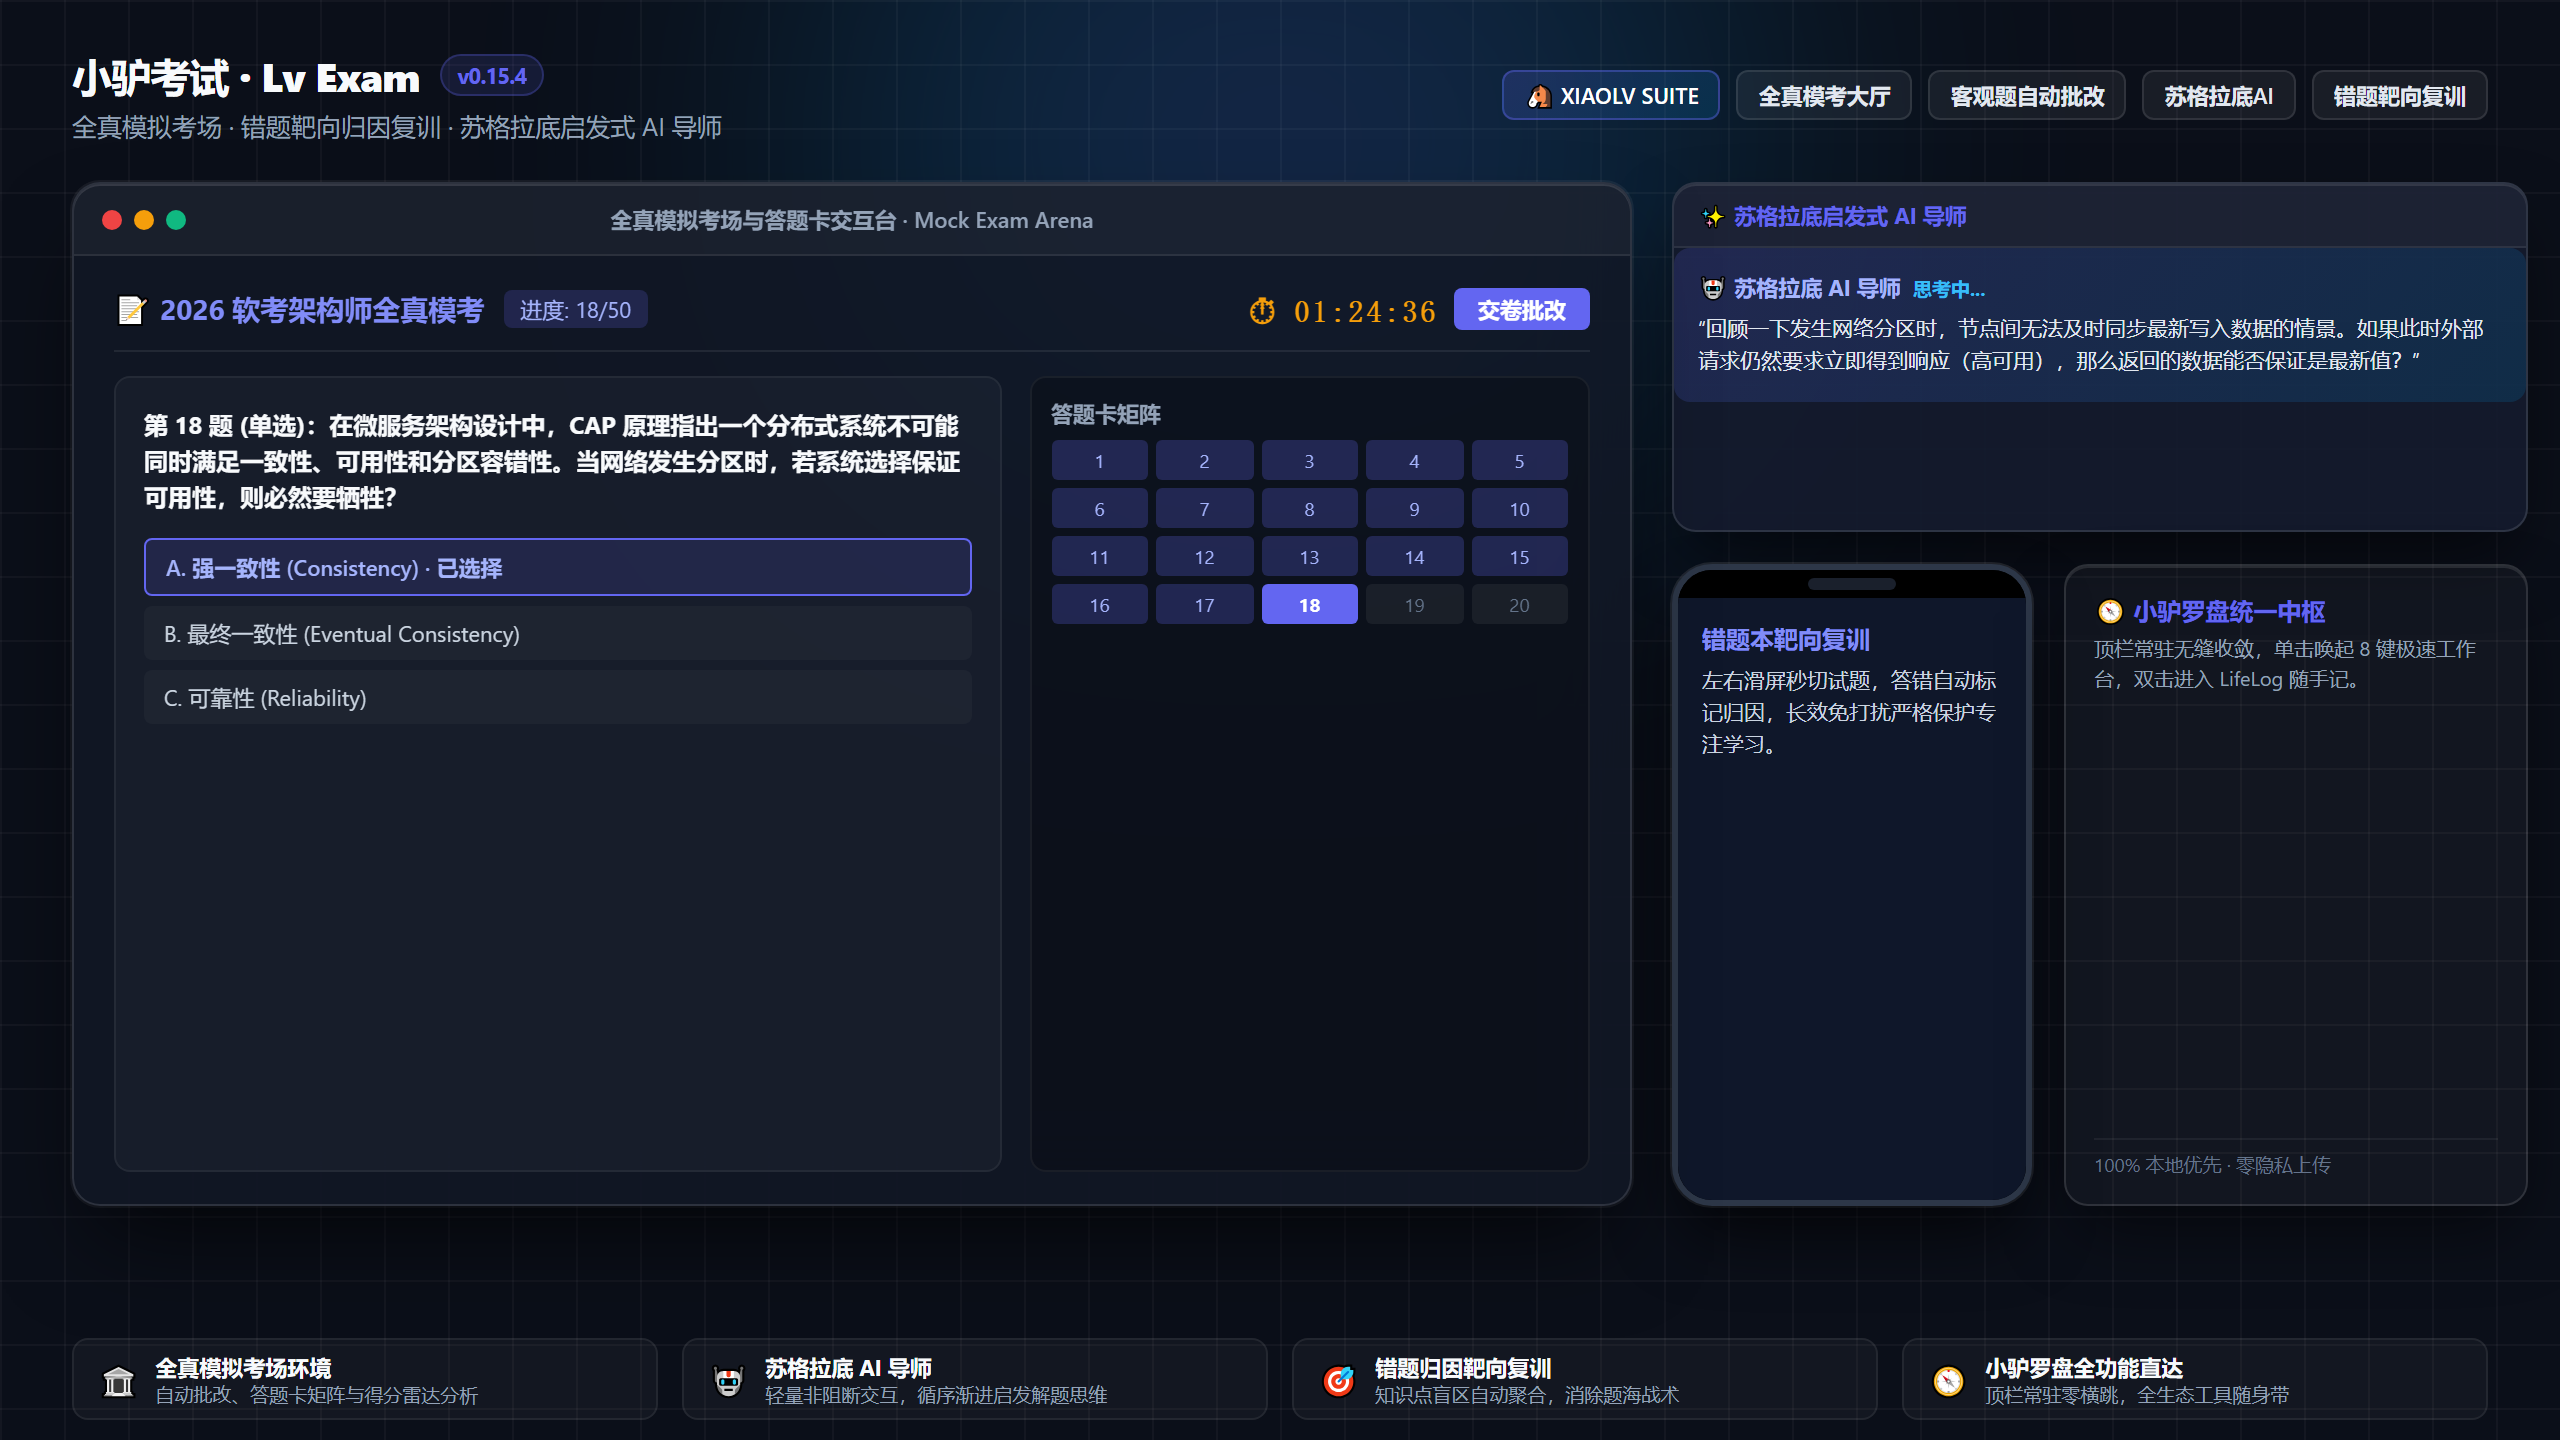 小驴考试 · Lv Exam
v0.15.4
全真模拟考场 · 错题靶向归因复训 · 苏格拉底启发式 AI 导师
XIAOLV SUITE
全真模考大厅
客观题自动批改
苏格拉底AI
错题靶向复训
全真模拟考场与答题卡交互台 · Mock Exam Arena
2026 软考架构师全真模考
进度: 18/50
01:24:36
交卷批改
第 18 题 (单选)：在微服务架构设计中，CAP 原理指出一个分布式系统不可能
同时满足一致性、可用性和分区容错性。当网络发生分区时，若系统选择保证
可用性，则必然要牺牲？
A. 强一致性 (Consistency) · 已选择
B. 最终一致性 (Eventual Consistency)
C. 可靠性 (Reliability)
答题卡矩阵
1 2 3 4 5
6 7 8 9 10
11 12 13 14 15
16 17 18 19 20
苏格拉底启发式 AI 导师
苏格拉底 AI 导师 思考中...
“回顾一下发生网络分区时，节点间无法及时同步最新写入数据的情景。如果此时外部
请求仍然要求立即得到响应（高可用），那么返回的数据能否保证是最新值？”
错题本靶向复训
左右滑屏秒切试题，答错自动标
记归因，长效免打扰严格保护专
注学习。
小驴罗盘统一中枢
顶栏常驻无缝收敛，单击唤起 8 键极速工作
台，双击进入 LifeLog 随手记。
100% 本地优先 · 零隐私上传
全真模拟考场环境
自动批改、答题卡矩阵与得分雷达分析
苏格拉底 AI 导师
轻量非阻断交互，循序渐进启发解题思维
错题归因靶向复训
知识点盲区自动聚合，消除题海战术
小驴罗盘全功能直达
顶栏常驻零横跳，全生态工具随身带